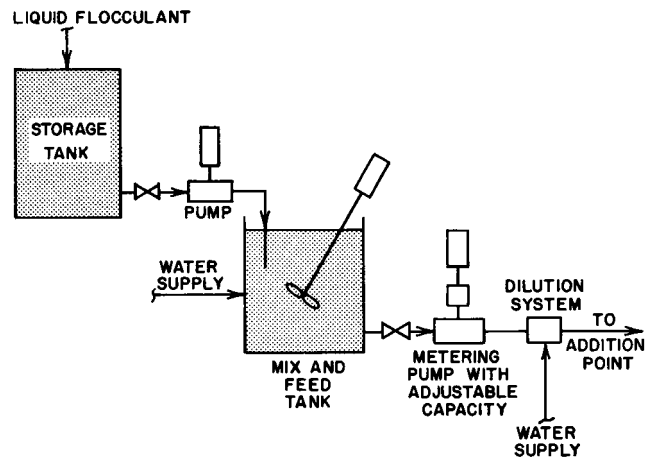 LIQUID FLOCCULANT
STORAGE
TANK
PUMP
WATER
SUPPLY
MIX AND
FEED
TANK
METERING
PUMP WITH
ADJUSTABLE
CAPACITY
DILUTION
SYSTEM
TO
ADDITION
POINT
WATER
SUPPLY